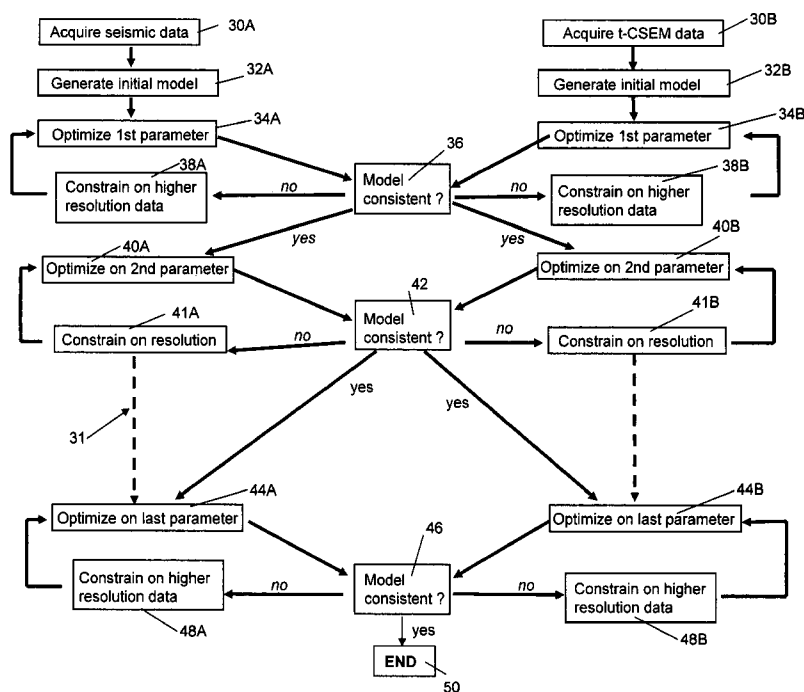 Acquire seismic data
30A
Acquire t-CSEM data
30B
Generate initial model
32A
Generate initial model
32B
Optimize 1st parameter
34A
Optimize 1st parameter
34B
36
Model
consistent ?
38A
Constrain on higher
resolution data
no
no
38B
Constrain on higher
resolution data
yes
yes
40A
Optimize on 2nd parameter
40B
Optimize on 2nd parameter
42
Model
consistent ?
41A
Constrain on resolution
no
no
41B
Constrain on resolution
yes
yes
31
44A
Optimize on last parameter
44B
Optimize on last parameter
46
Model
consistent ?
Constrain on higher
resolution data
48A
no
no
Constrain on higher
resolution data
48B
yes
END
50